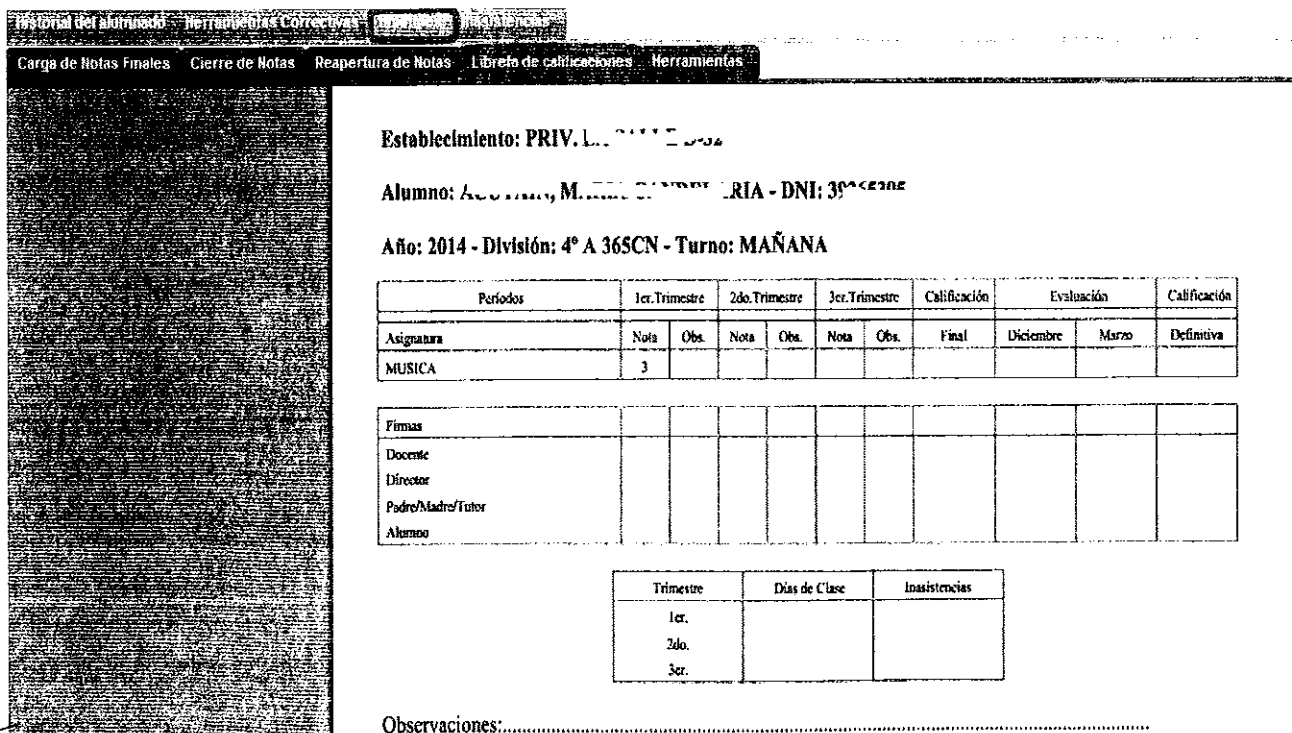 Historial del alumnado Herramientas Correctivas Inasistencias
Carga de Notas Finales Cierre de Notas Reapertura de Notas Libreta de calificaciones Herramientas
Establecimiento: PRIV.
Alumno: - DNI:
Año: 2014 - División: 4º A 365CN - Turno: MAÑANA
Períodos 1er.Trimestre 2do.Trimestre 3er.Trimestre Calificación Evaluación Calificación
Asignatura Nota Obs. Nota Obs. Nota Obs. Final Diciembre Marzo Definitiva
MUSICA 3
Firmas
Docente
Director
Padre/Madre/Tutor
Alumno
Trimestre Días de Clase Inasistencias
1er.
2do.
3er.
Observaciones: